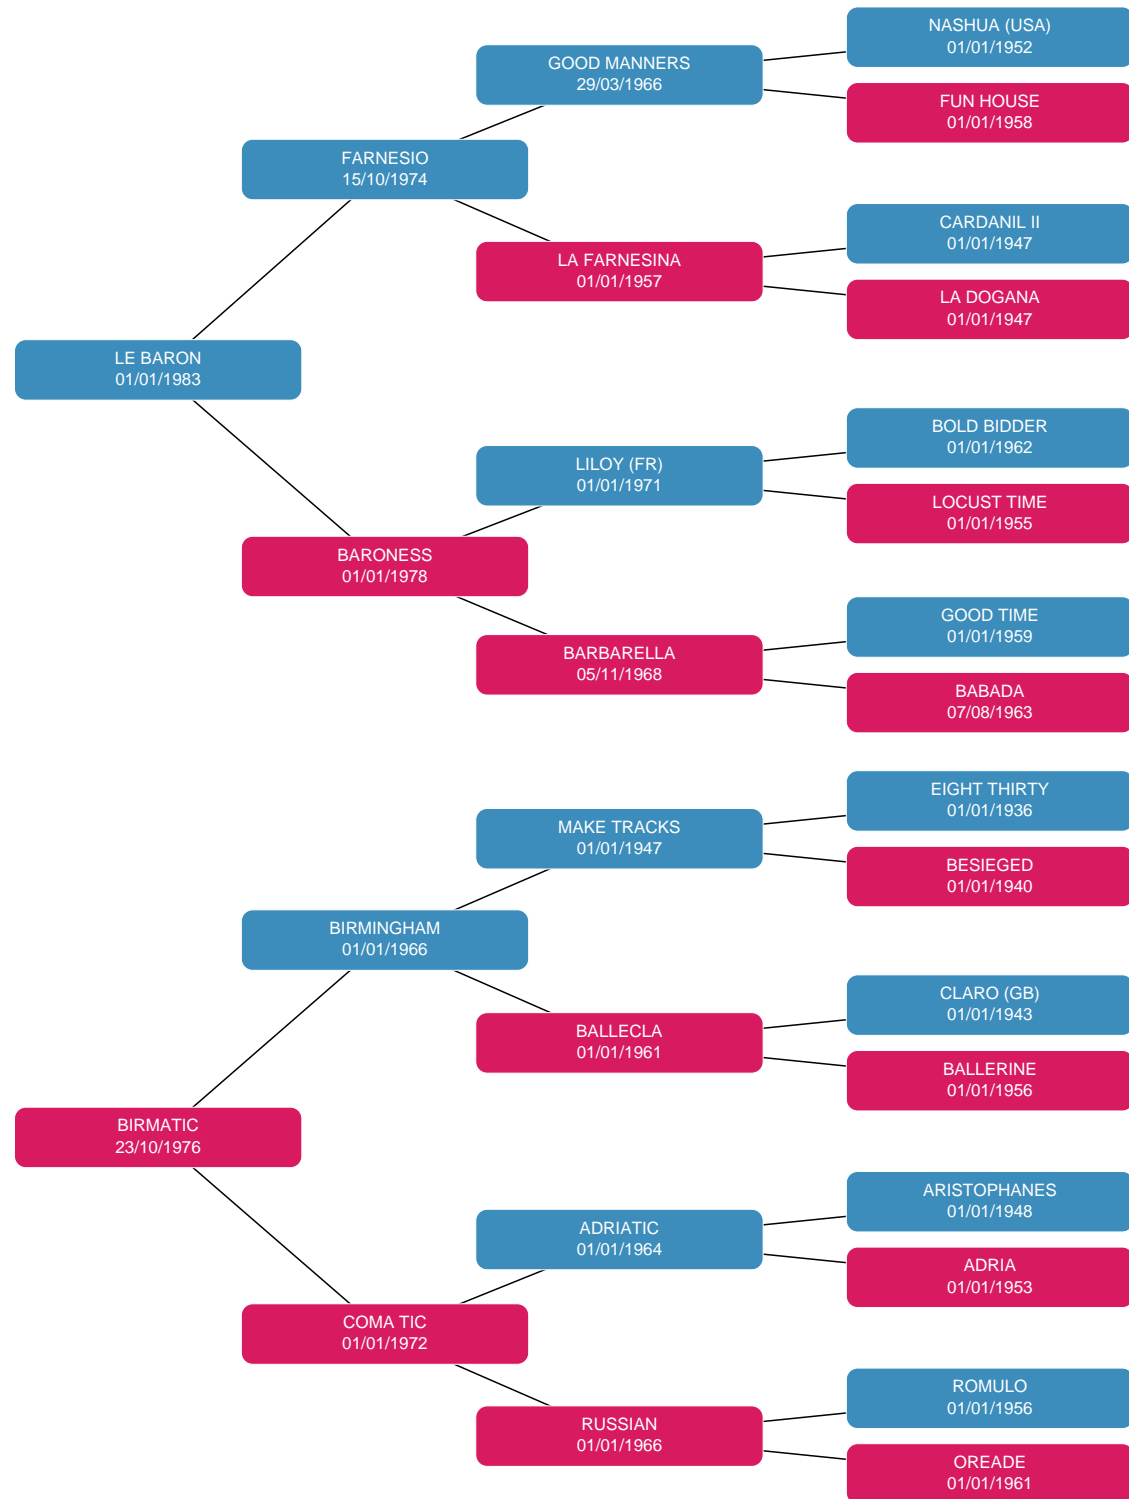 NASHUA (USA)
01/01/1952
GOOD MANNERS
29/03/1966
FUN HOUSE
01/01/1958
FARNESIO
15/10/1974
CARDANIL II
01/01/1947
LA FARNESINA
01/01/1957
LA DOGANA
01/01/1947
LE BARON
01/01/1983
BOLD BIDDER
01/01/1962
LILOY (FR)
01/01/1971
LOCUST TIME
01/01/1955
BARONESS
01/01/1978
GOOD TIME
01/01/1959
BARBARELLA
05/11/1968
BABADA
07/08/1963
EIGHT THIRTY
01/01/1936
MAKE TRACKS
01/01/1947
BESIEGED
01/01/1940
BIRMINGHAM
01/01/1966
CLARO (GB)
01/01/1943
BALLECLA
01/01/1961
BALLERINE
01/01/1956
BIRMATIC
23/10/1976
ARISTOPHANES
01/01/1948
ADRIATIC
01/01/1964
ADRIA
01/01/1953
COMA TIC
01/01/1972
ROMULO
01/01/1956
RUSSIAN
01/01/1966
OREADE
01/01/1961